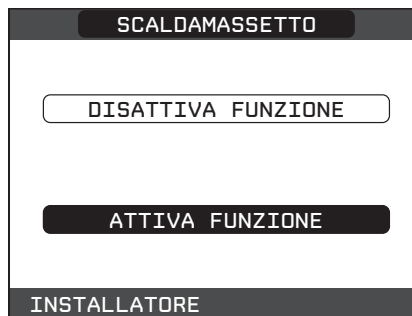 SCALDAMASSETTO
DISATTIVA FUNZIONE
ATTIVA FUNZIONE
INSTALLATORE